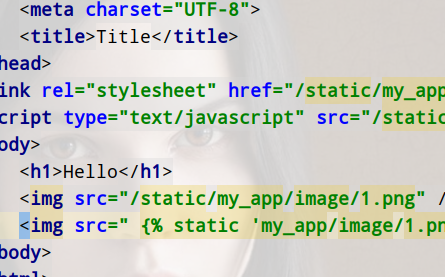 <meta charset="UTF-8">
<title>Title</title>
head>
ink rel="stylesheet" href="/static/my_app
cript type="text/javascript" src="/static
ody>
<h1>Hello</h1>
<img src="/static/my_app/image/1.png" /
<img src=" {% static 'my_app/image/1.pn
body>
html>